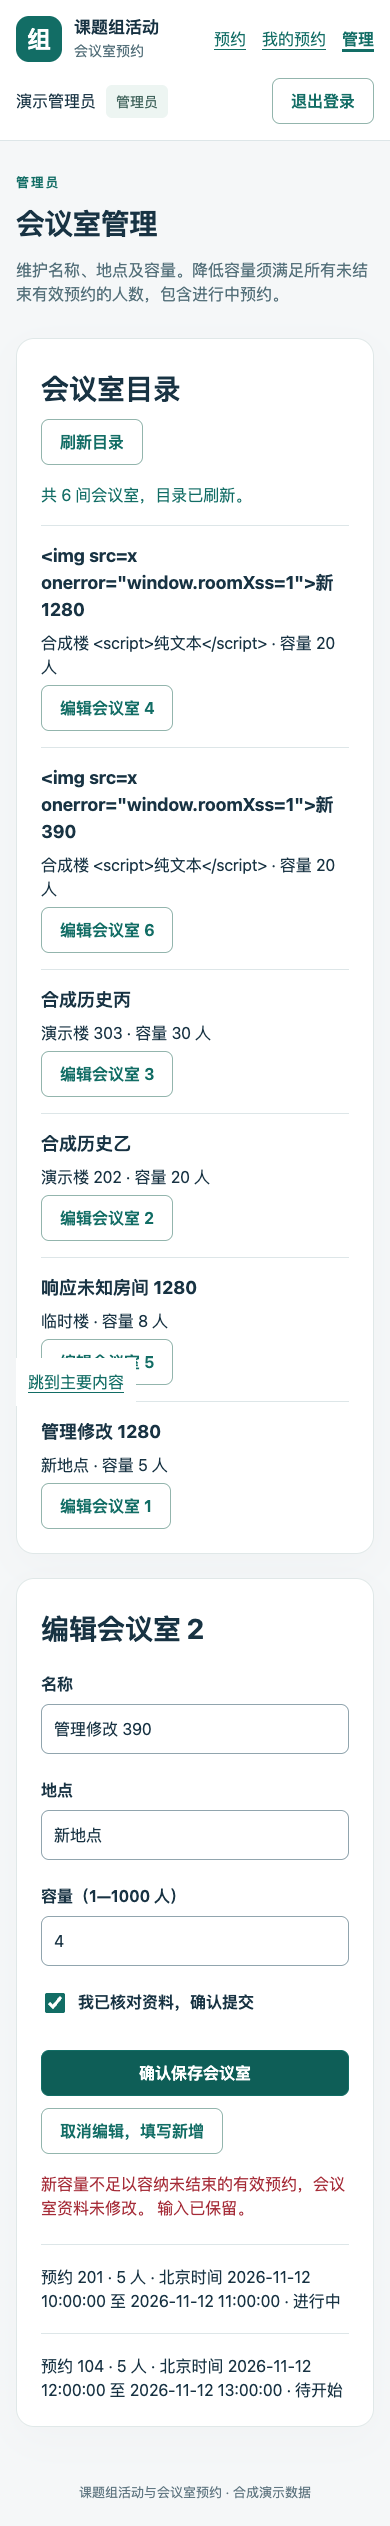 组
课题组活动
会议室预约
预约 我的预约 管理
演示管理员 管理员
退出登录
管理员
会议室管理
维护名称、地点及容量。降低容量须满足所有未结
束有效预约的人数，包含进行中预约。
会议室目录
刷新目录
共 6 间会议室，目录已刷新。
<img src=x
onerror="window.roomXss=1">新
1280
合成楼 <script>纯文本</script> · 容量 20
人
编辑会议室 4
<img src=x
onerror="window.roomXss=1">新
390
合成楼 <script>纯文本</script> · 容量 20
人
编辑会议室 6
合成历史丙
演示楼 303 · 容量 30 人
编辑会议室 3
合成历史乙
演示楼 202 · 容量 20 人
编辑会议室 2
响应未知房间 1280
临时楼 · 容量 8 人
5
跳到主要内容
管理修改 1280
新地点 · 容量 5 人
编辑会议室 1
编辑会议室 2
名称
管理修改 390
地点
新地点
容量（1—1000 人）
4
我已核对资料，确认提交
确认保存会议室
取消编辑，填写新增
新容量不足以容纳未结束的有效预约，会议
室资料未修改。 输入已保留。
预约 201 · 5 人 · 北京时间 2026-11-12
10:00:00 至 2026-11-12 11:00:00 · 进行中
预约 104 · 5 人 · 北京时间 2026-11-12
12:00:00 至 2026-11-12 13:00:00 · 待开始
课题组活动与会议室预约 · 合成演示数据